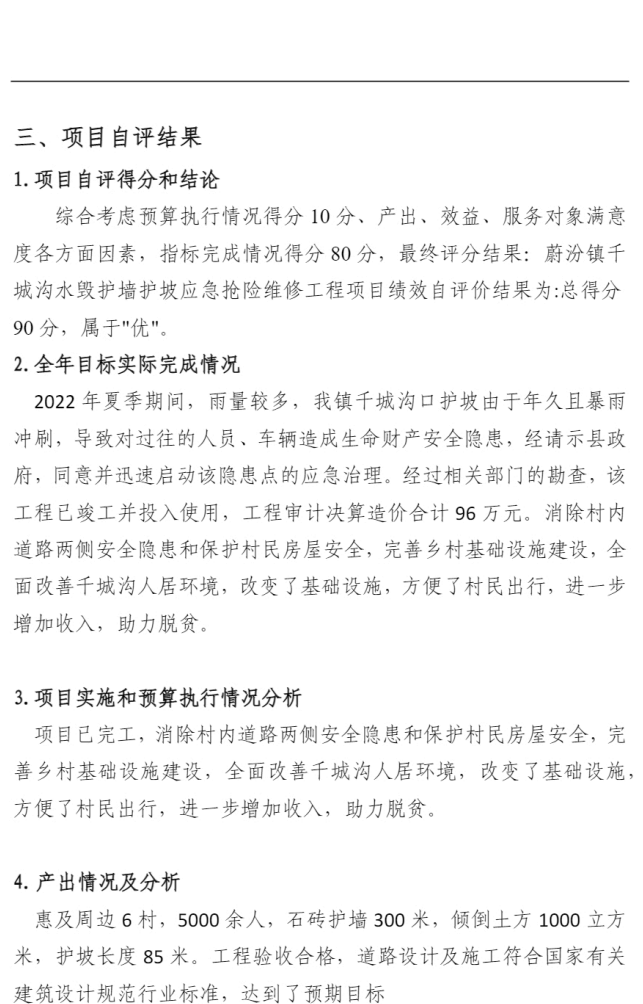 三、项目自评结果
1.项目自评得分和结论
综合考虑预算执行情况得分 10 分、产出、效益、服务对象满意
度各方面因素，指标完成情况得分 80 分，最终评分结果：蔚汾镇千
城沟水毁护墙护坡应急抢险维修工程项目绩效自评价结果为:总得分
90 分，属于"优"。
2.全年目标实际完成情况
2022 年夏季期间，雨量较多，我镇千城沟口护坡由于年久且暴雨
冲刷，导致对过往的人员、车辆造成生命财产安全隐患，经请示县政
府，同意并迅速启动该隐患点的应急治理。经过相关部门的勘查，该
工程已竣工并投入使用，工程审计决算造价合计 96 万元。消除村内
道路两侧安全隐患和保护村民房屋安全，完善乡村基础设施建设，全
面改善千城沟人居环境，改变了基础设施，方便了村民出行，进一步
增加收入，助力脱贫。
3.项目实施和预算执行情况分析
项目已完工，消除村内道路两侧安全隐患和保护村民房屋安全，完
善乡村基础设施建设，全面改善千城沟人居环境，改变了基础设施，
方便了村民出行，进一步增加收入，助力脱贫。
4.产出情况及分析
惠及周边 6 村，5000 余人，石砖护墙 300 米，倾倒土方 1000 立方
米，护坡长度 85 米。工程验收合格，道路设计及施工符合国家有关
建筑设计规范行业标准，达到了预期目标